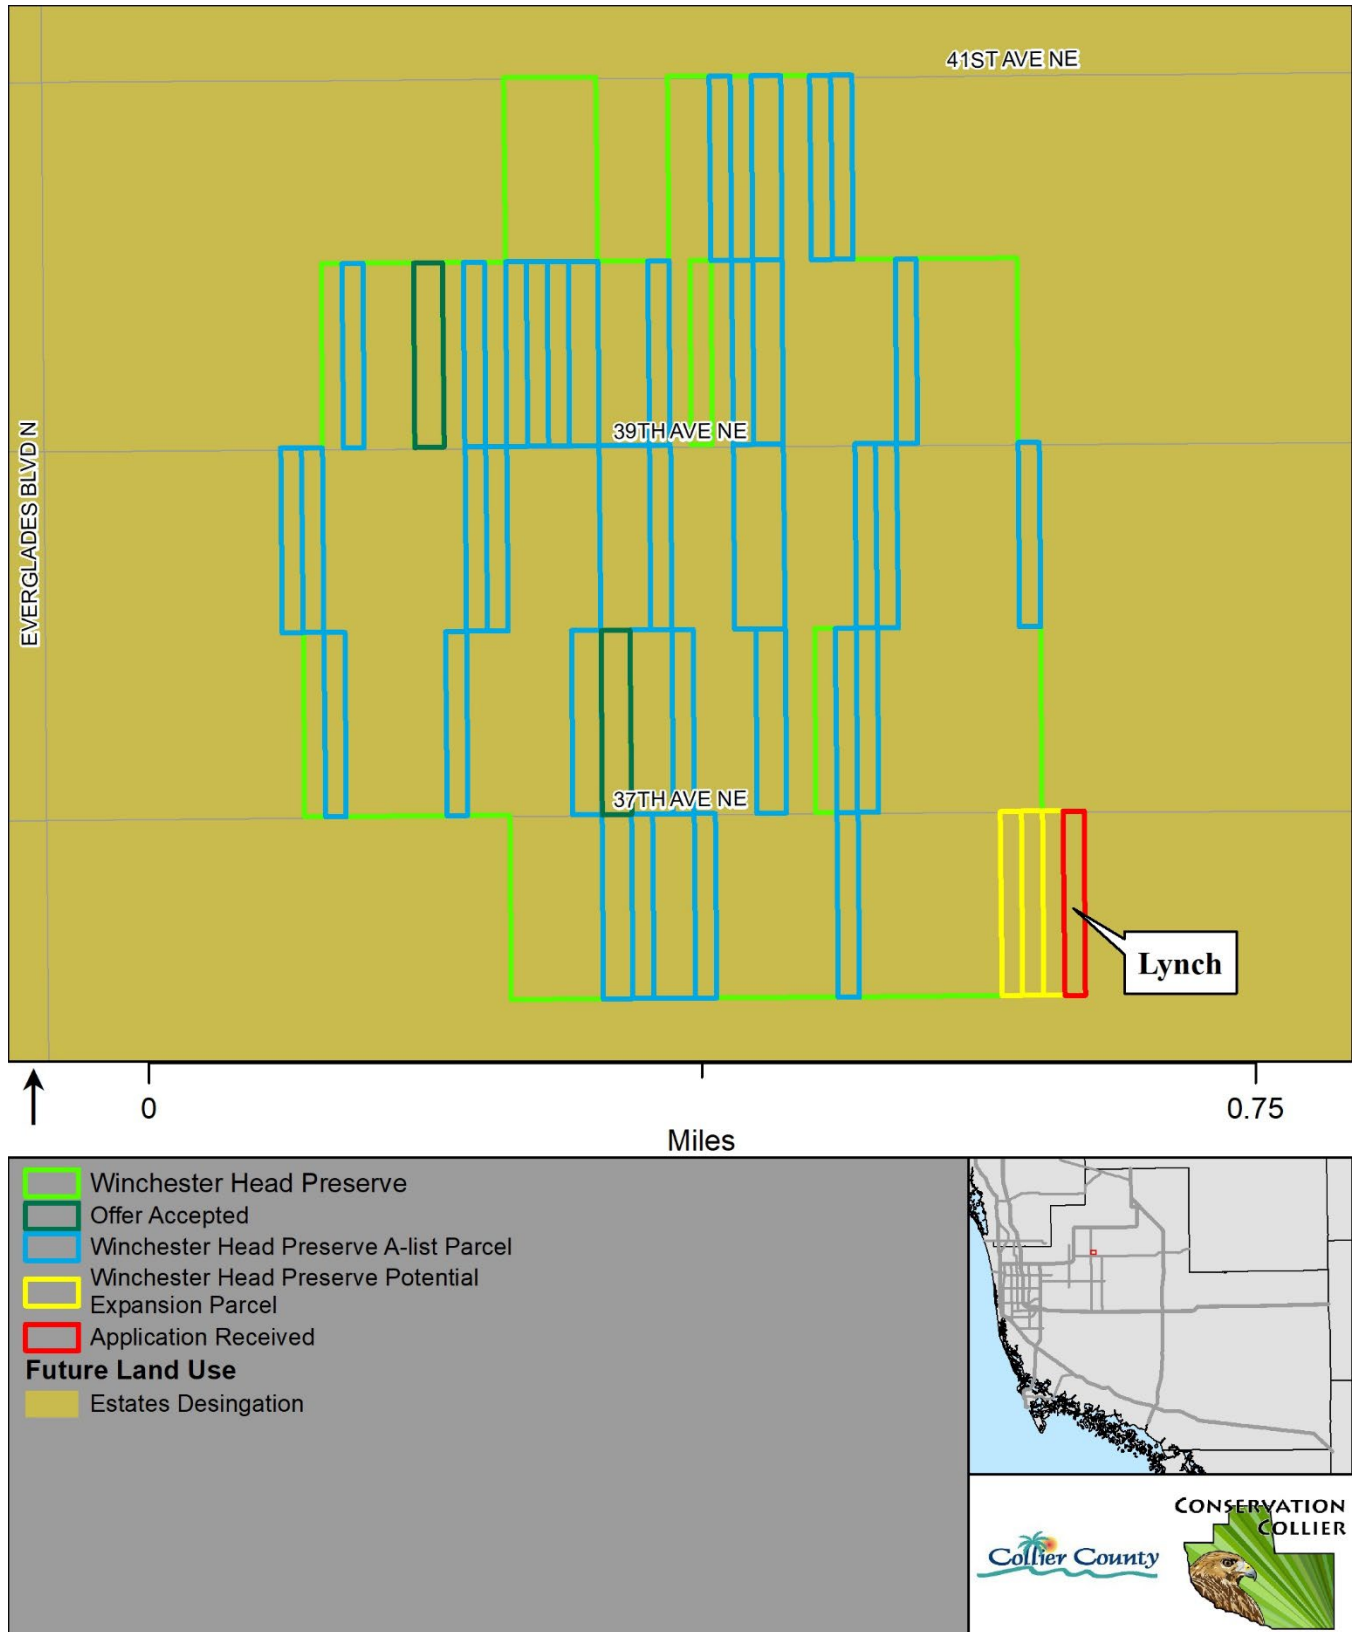 41ST AVE NE
39TH AVE NE
EVERGLADES BLVD N
37TH AVE NE
Lynch
0
0.75
Miles
Winchester Head Preserve
Offer Accepted
Winchester Head Preserve A-list Parcel
Winchester Head Preserve Potential
Expansion Parcel
Application Received
Future Land Use
Estates Desingation
CONSERVATION
COLLIER
Collier County